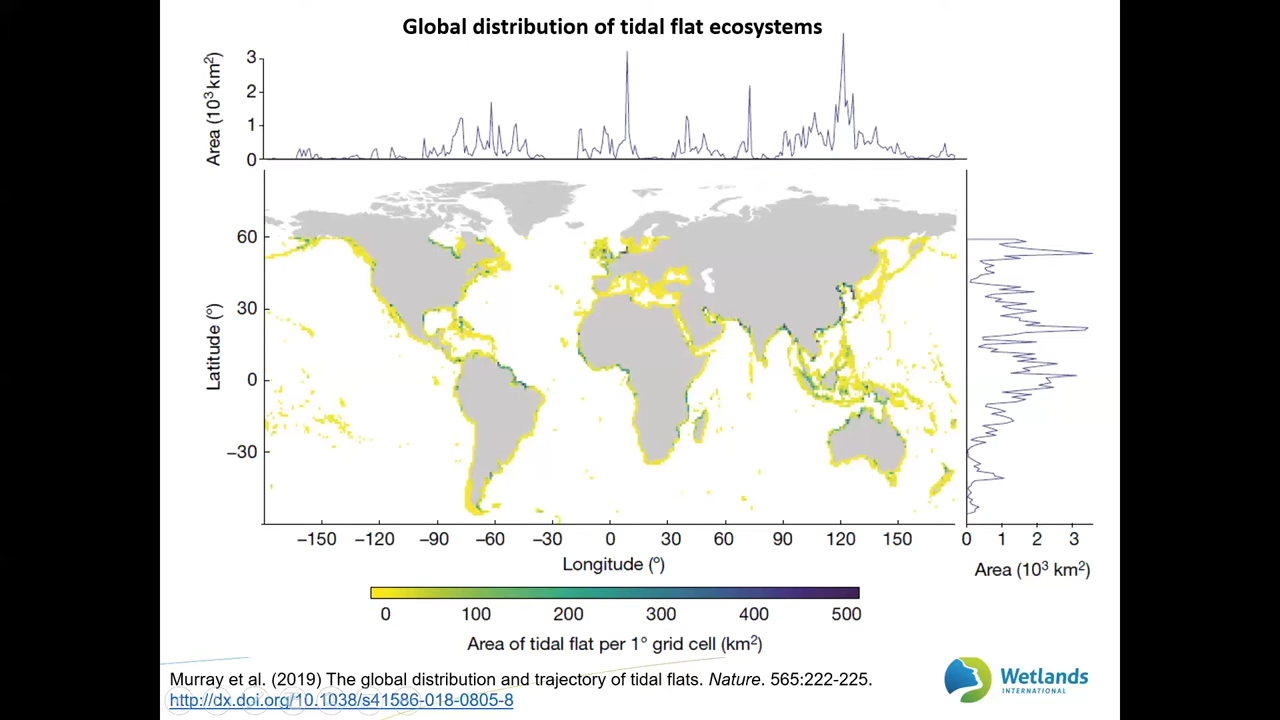 Global distribution of tidal flat ecosystems
Area (10³ km²)
3
2
1
0
Latitude (°)
60
30
0
−30
−150 −120 −90 −60 −30 0 30 60 90 120 150
Longitude (º)
0 1 2 3
Area (10³ km²)
0 100 200 300 400 500
Area of tidal flat per 1° grid cell (km²)
Murray et al. (2019) The global distribution and trajectory of tidal flats. Nature. 565:222-225.
http://dx.doi.org/10.1038/s41586-018-0805-8
Wetlands
INTERNATIONAL